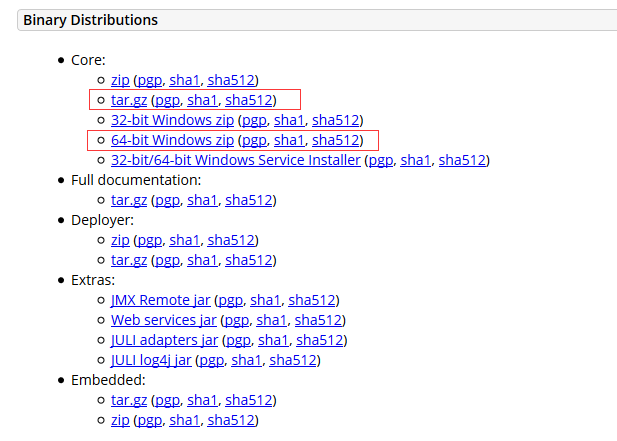 Binary Distributions
Core:
zip (pgp, sha1, sha512)
tar.gz (pgp, sha1, sha512)
32-bit Windows zip (pgp, sha1, sha512)
64-bit Windows zip (pgp, sha1, sha512)
32-bit/64-bit Windows Service Installer (pgp, sha1, sha512)
Full documentation:
tar.gz (pgp, sha1, sha512)
Deployer:
zip (pgp, sha1, sha512)
tar.gz (pgp, sha1, sha512)
Extras:
JMX Remote jar (pgp, sha1, sha512)
Web services jar (pgp, sha1, sha512)
JULI adapters jar (pgp, sha1, sha512)
JULI log4j jar (pgp, sha1, sha512)
Embedded:
tar.gz (pgp, sha1, sha512)
zip (pgp, sha1, sha512)